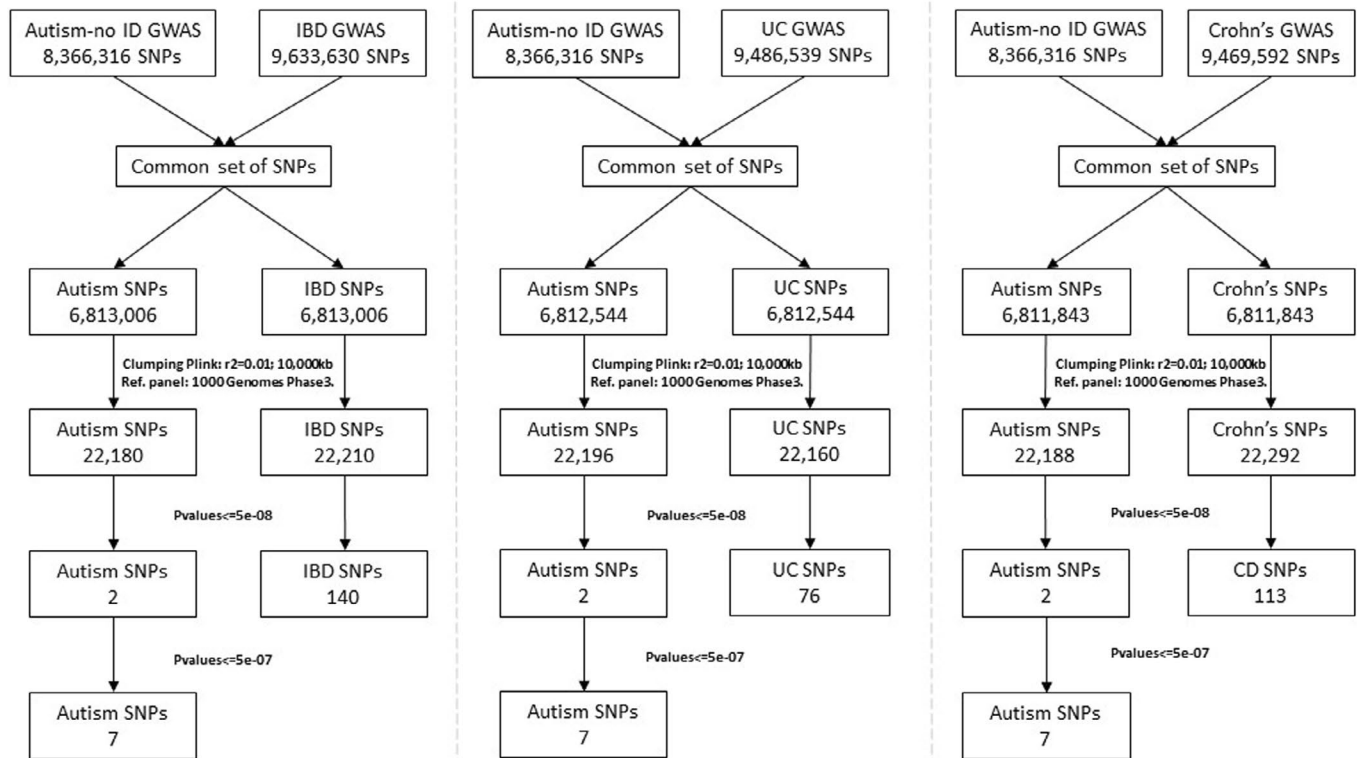 Autism-no ID GWAS
8,366,316 SNPs
IBD GWAS
9,633,630 SNPs
Common set of SNPs
Autism SNPs
6,813,006
IBD SNPs
6,813,006
Clumping Plink: r2=0.01; 10,000kb
Ref. panel: 1000 Genomes Phase3.
Autism SNPs
22,180
IBD SNPs
22,210
Pvalues<=5e-08
Autism SNPs
2
IBD SNPs
140
Pvalues<=5e-07
Autism SNPs
7
Autism-no ID GWAS
8,366,316 SNPs
UC GWAS
9,486,539 SNPs
Common set of SNPs
Autism SNPs
6,812,544
UC SNPs
6,812,544
Clumping Plink: r2=0.01; 10,000kb
Ref. panel: 1000 Genomes Phase3.
Autism SNPs
22,196
UC SNPs
22,160
Pvalues<=5e-08
Autism SNPs
2
UC SNPs
76
Pvalues<=5e-07
Autism SNPs
7
Autism-no ID GWAS
8,366,316 SNPs
Crohn’s GWAS
9,469,592 SNPs
Common set of SNPs
Autism SNPs
6,811,843
Crohn’s SNPs
6,811,843
Clumping Plink: r2=0.01; 10,000kb
Ref. panel: 1000 Genomes Phase3.
Autism SNPs
22,188
Crohn’s SNPs
22,292
Pvalues<=5e-08
Autism SNPs
2
CD SNPs
113
Pvalues<=5e-07
Autism SNPs
7